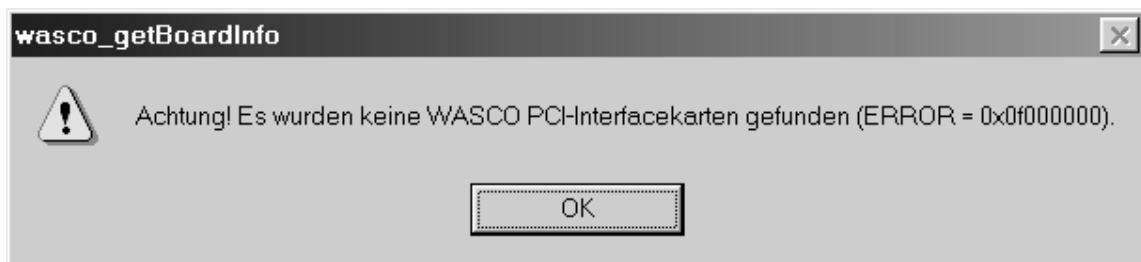 wasco_getBoardInfo
Achtung! Es wurden keine WASCO PCI-Interfacekarten gefunden (ERROR = 0x0f000000).
OK